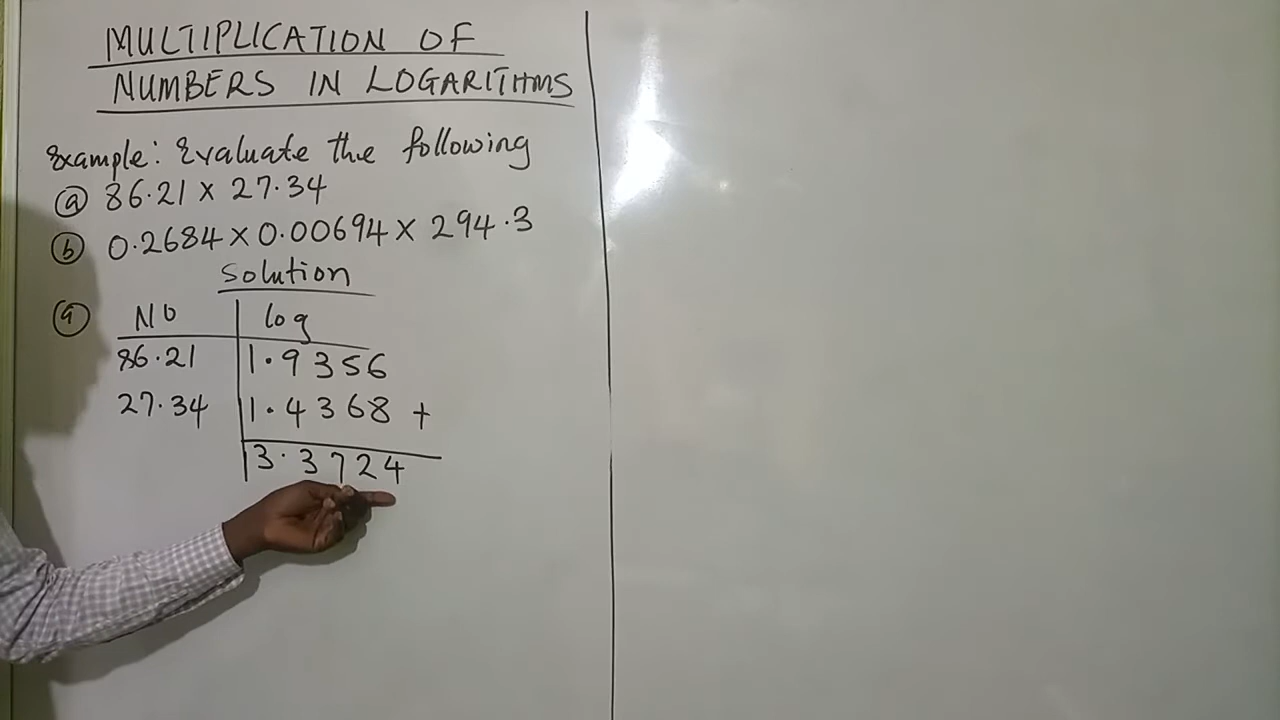 MULTIPLICATION OF
NUMBERS IN LOGARITHMS
Example: Evaluate the following
(a) 86.21 x 27.34
(b) 0.2684 x 0.00694 x 294.3
Solution
(a) No log
86.21 1.9356
27.34 1.4368 +
3.3724